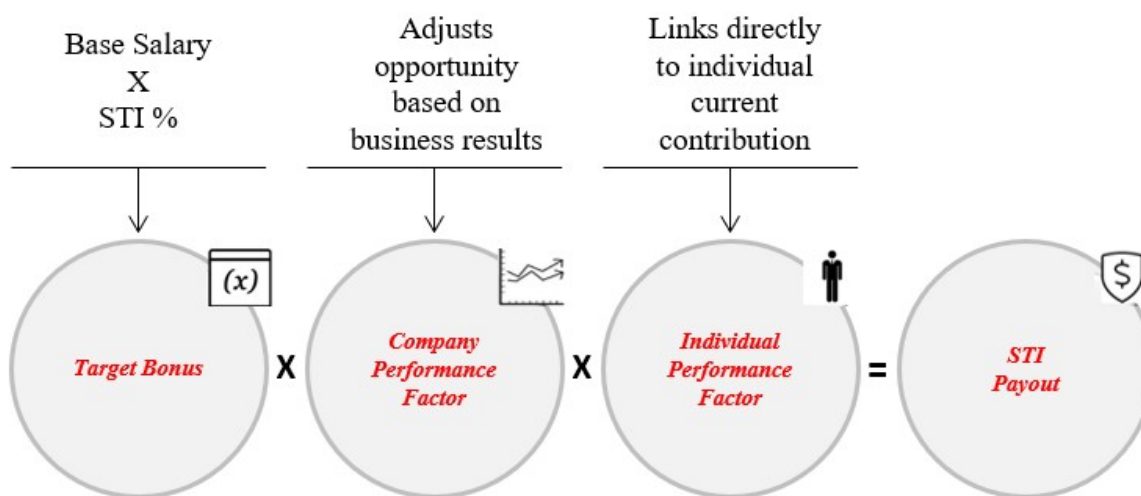 Base Salary
X
STI %
Adjusts
opportunity
based on
business results
Links directly
to individual
current
contribution
(x)
$
Target Bonus
X
Company
Performance
Factor
X
Individual
Performance
Factor
=
STI
Payout